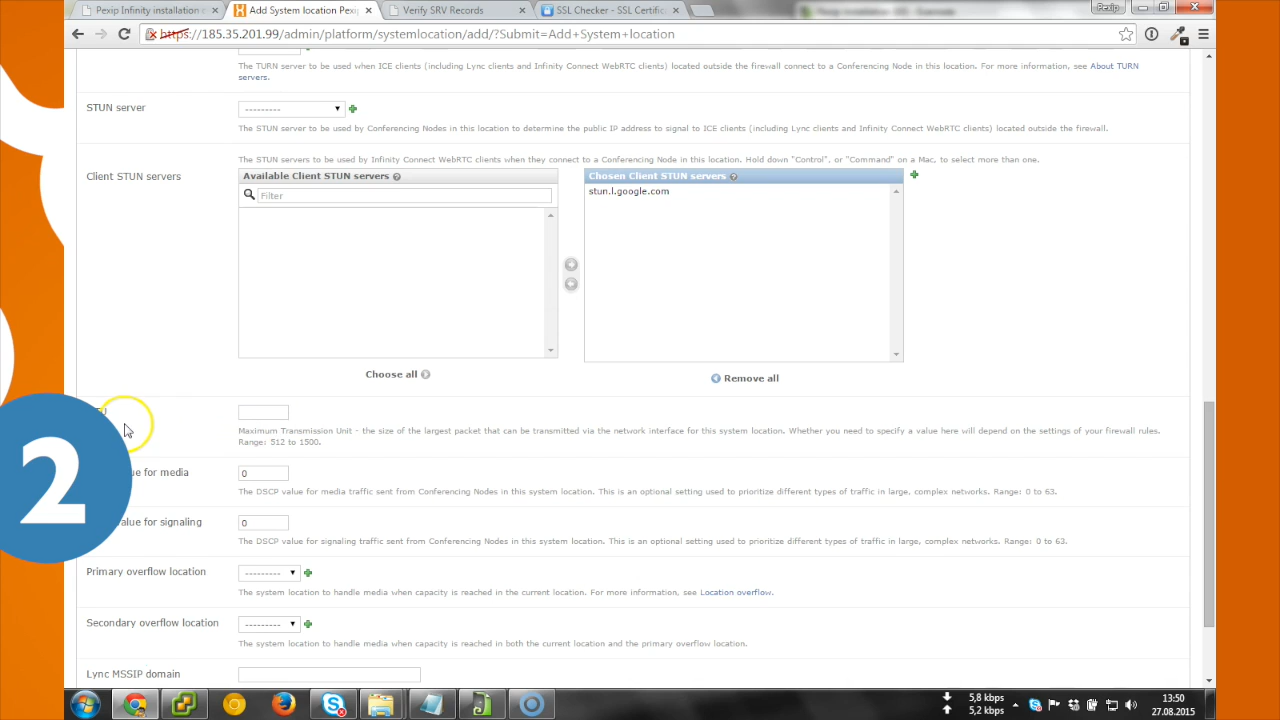 Pexip Infinity installation
Add System location Pexip
Verify SRV Records
SSL Checker - SSL Certific
Pexip
https://185.35.201.99/admin/platform/systemlocation/add/?Submit=Add+System+location
The TURN server to be used when ICE clients (including Lync clients and Infinity Connect WebRTC clients) located outside the firewall connect to a Conferencing Node in this location. For more information, see About TURN
servers.
STUN server
---------
The STUN server to be used by Conferencing Nodes in this location to determine the public IP address to signal to ICE clients (including Lync clients and Infinity Connect WebRTC clients) located outside the firewall.
The STUN servers to be used by Infinity Connect WebRTC clients when they connect to a Conferencing Node in this location. Hold down "Control", or "Command" on a Mac, to select more than one.
Client STUN servers
Available Client STUN servers
Chosen Client STUN servers
Filter
stun.l.google.com
Choose all
Remove all
Maximum Transmission Unit - the size of the largest packet that can be transmitted via the network interface for this system location. Whether you need to specify a value here will depend on the settings of your firewall rules.
Range: 512 to 1500.
for media
0
The DSCP value for media traffic sent from Conferencing Nodes in this system location. This is an optional setting used to prioritize different types of traffic in large, complex networks. Range: 0 to 63.
value for signaling
0
The DSCP value for signaling traffic sent from Conferencing Nodes in this system location. This is an optional setting used to prioritize different types of traffic in large, complex networks. Range: 0 to 63.
2
Primary overflow location
---------
The system location to handle media when capacity is reached in the current location. For more information, see Location overflow.
Secondary overflow location
---------
The system location to handle media when capacity is reached in both the current location and the primary overflow location.
Lync MSSIP domain
5,8 kbps
5,2 kbps
13:50
27.08.2015